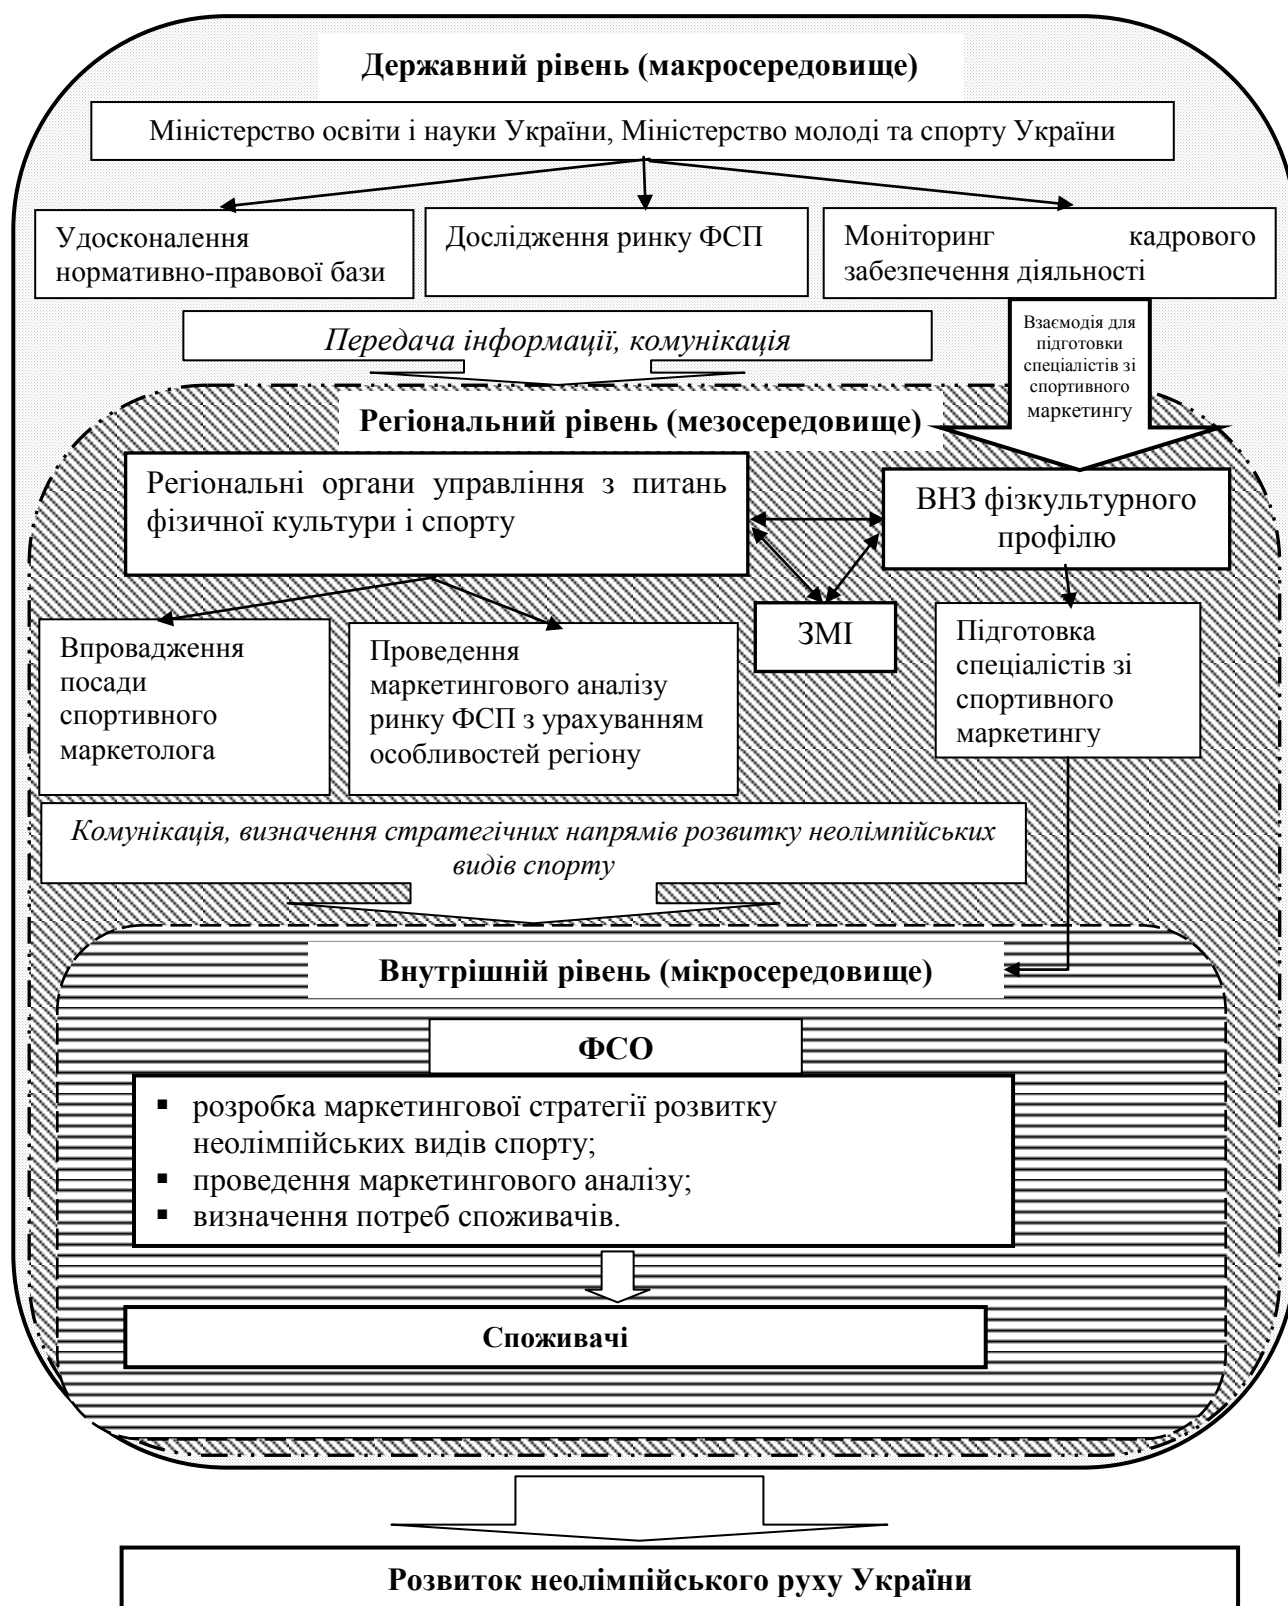 Державний рівень (макросередовище)
Міністерство освіти і науки України, Міністерство молоді та спорту України
Удосконалення
нормативно-правової бази
Дослідження ринку ФСП
Моніторинг кадрового
забезпечення діяльності
Передача інформації, комунікація
Взаємодія для
підготовки
спеціалістів зі
спортивного
маркетингу
Регіональний рівень (мезосередовище)
Регіональні органи управління з питань
фізичної культури і спорту
ВНЗ фізкультурного
профілю
ЗМІ
Впровадження
посади
спортивного
маркетолога
Проведення
маркетингового аналізу
ринку ФСП з урахуванням
особливостей регіону
Підготовка
спеціалістів зі
спортивного
маркетингу
Комунікація, визначення стратегічних напрямів розвитку неолімпійських
видів спорту
Внутрішній рівень (мікросередовище)
ФСО
▪ розробка маркетингової стратегії розвитку
неолімпійських видів спорту;
▪ проведення маркетингового аналізу;
▪ визначення потреб споживачів.
Споживачі
Розвиток неолімпійського руху України